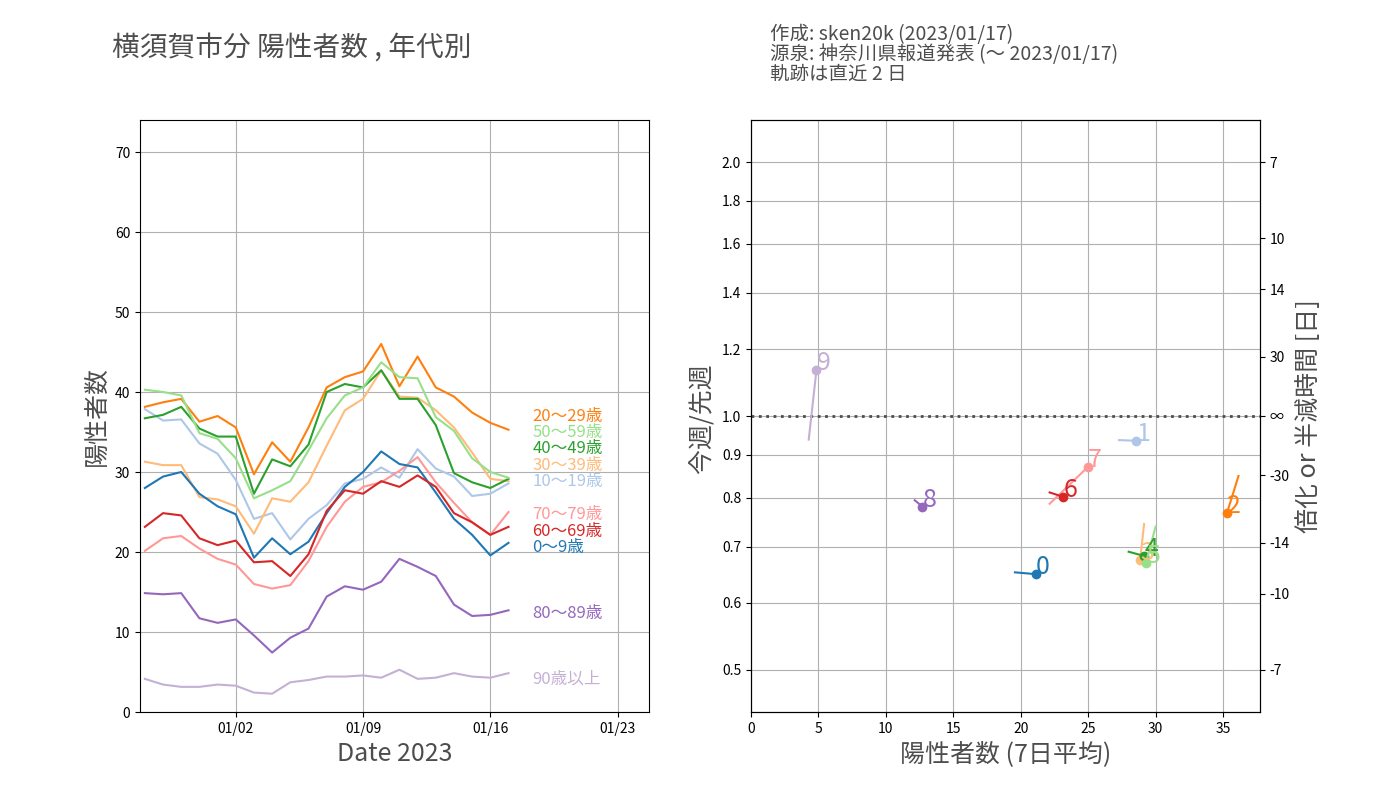 横須賀市分 陽性者数 , 年代別
作成: sken20k (2023/01/17)
源泉: 神奈川県報道発表 (～ 2023/01/17)
軌跡は直近 2 日
陽性者数
70
60
50
40
30
20
10
0
20～29歳
50～59歳
40～49歳
30～39歳
10～19歳
70～79歳
60～69歳
0～9歳
80～89歳
90歳以上
01/02
01/09
01/16
01/23
Date 2023
今週/先週
2.0
1.8
1.6
1.4
1.2
1.0
0.9
0.8
0.7
0.6
0.5
9
1
7
6
8
2
4
3
5
0
7
10
14
30
∞
-30
-14
-10
-7
倍化 or 半減時間 [日]
0
5
10
15
20
25
30
35
陽性者数 (7日平均)